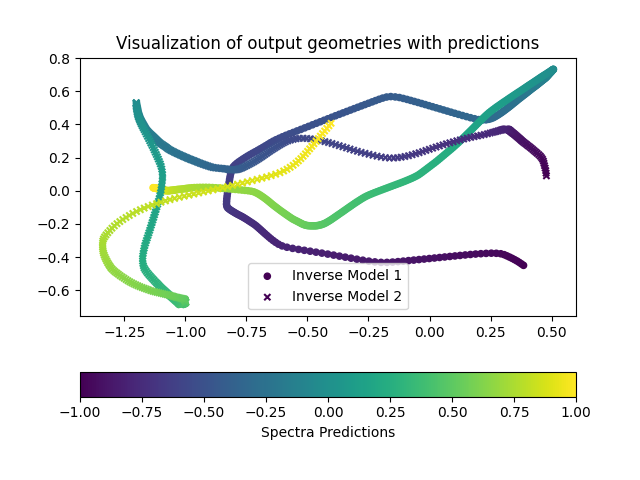 Visualization of output geometries with predictions
0.8
0.6
0.4
0.2
0.0
−0.2
−0.4
−0.6
Inverse Model 1
Inverse Model 2
−1.25 −1.00 −0.75 −0.50 −0.25 0.00 0.25 0.50
−1.00 −0.75 −0.50 −0.25 0.00 0.25 0.50 0.75 1.00
Spectra Predictions